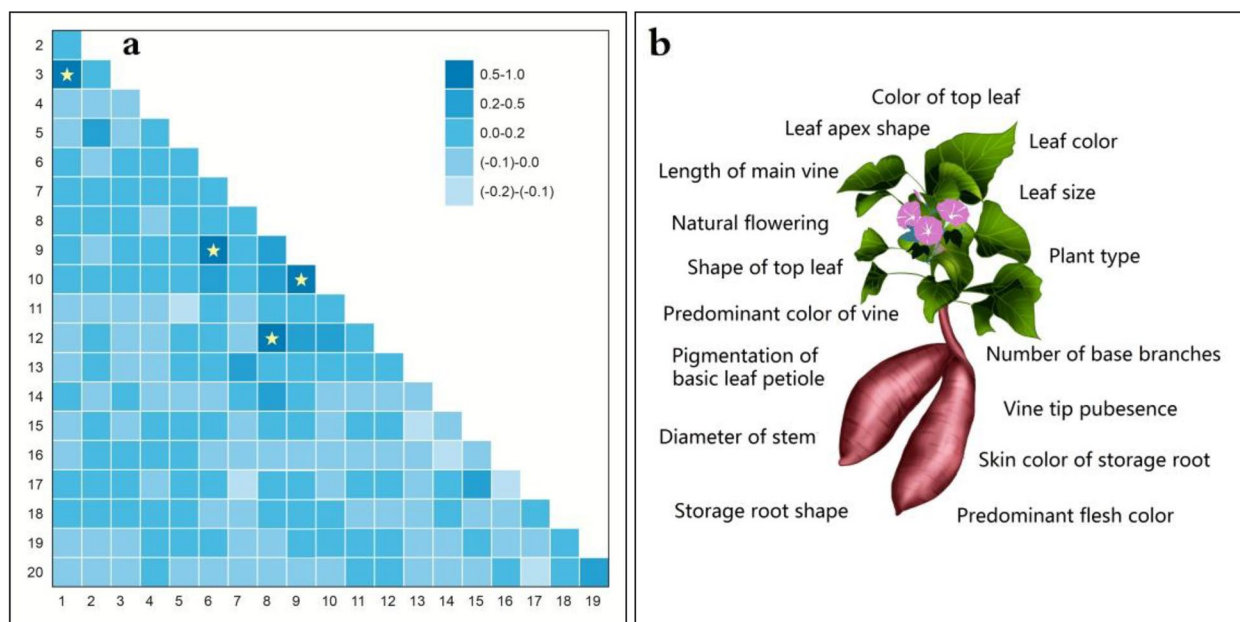 a
2
3
4
5
6
7
8
9
10
11
12
13
14
15
16
17
18
19
20
1 2 3 4 5 6 7 8 9 10 11 12 13 14 15 16 17 18 19
0.5-1.0
0.2-0.5
0.0-0.2
(-0.1)-0.0
(-0.2)-(-0.1)
b
Color of top leaf
Leaf apex shape
Leaf color
Length of main vine
Leaf size
Natural flowering
Plant type
Shape of top leaf
Predominant color of vine
Number of base branches
Pigmentation of
basic leaf petiole
Vine tip pubesence
Diameter of stem
Skin color of storage root
Storage root shape
Predominant flesh color